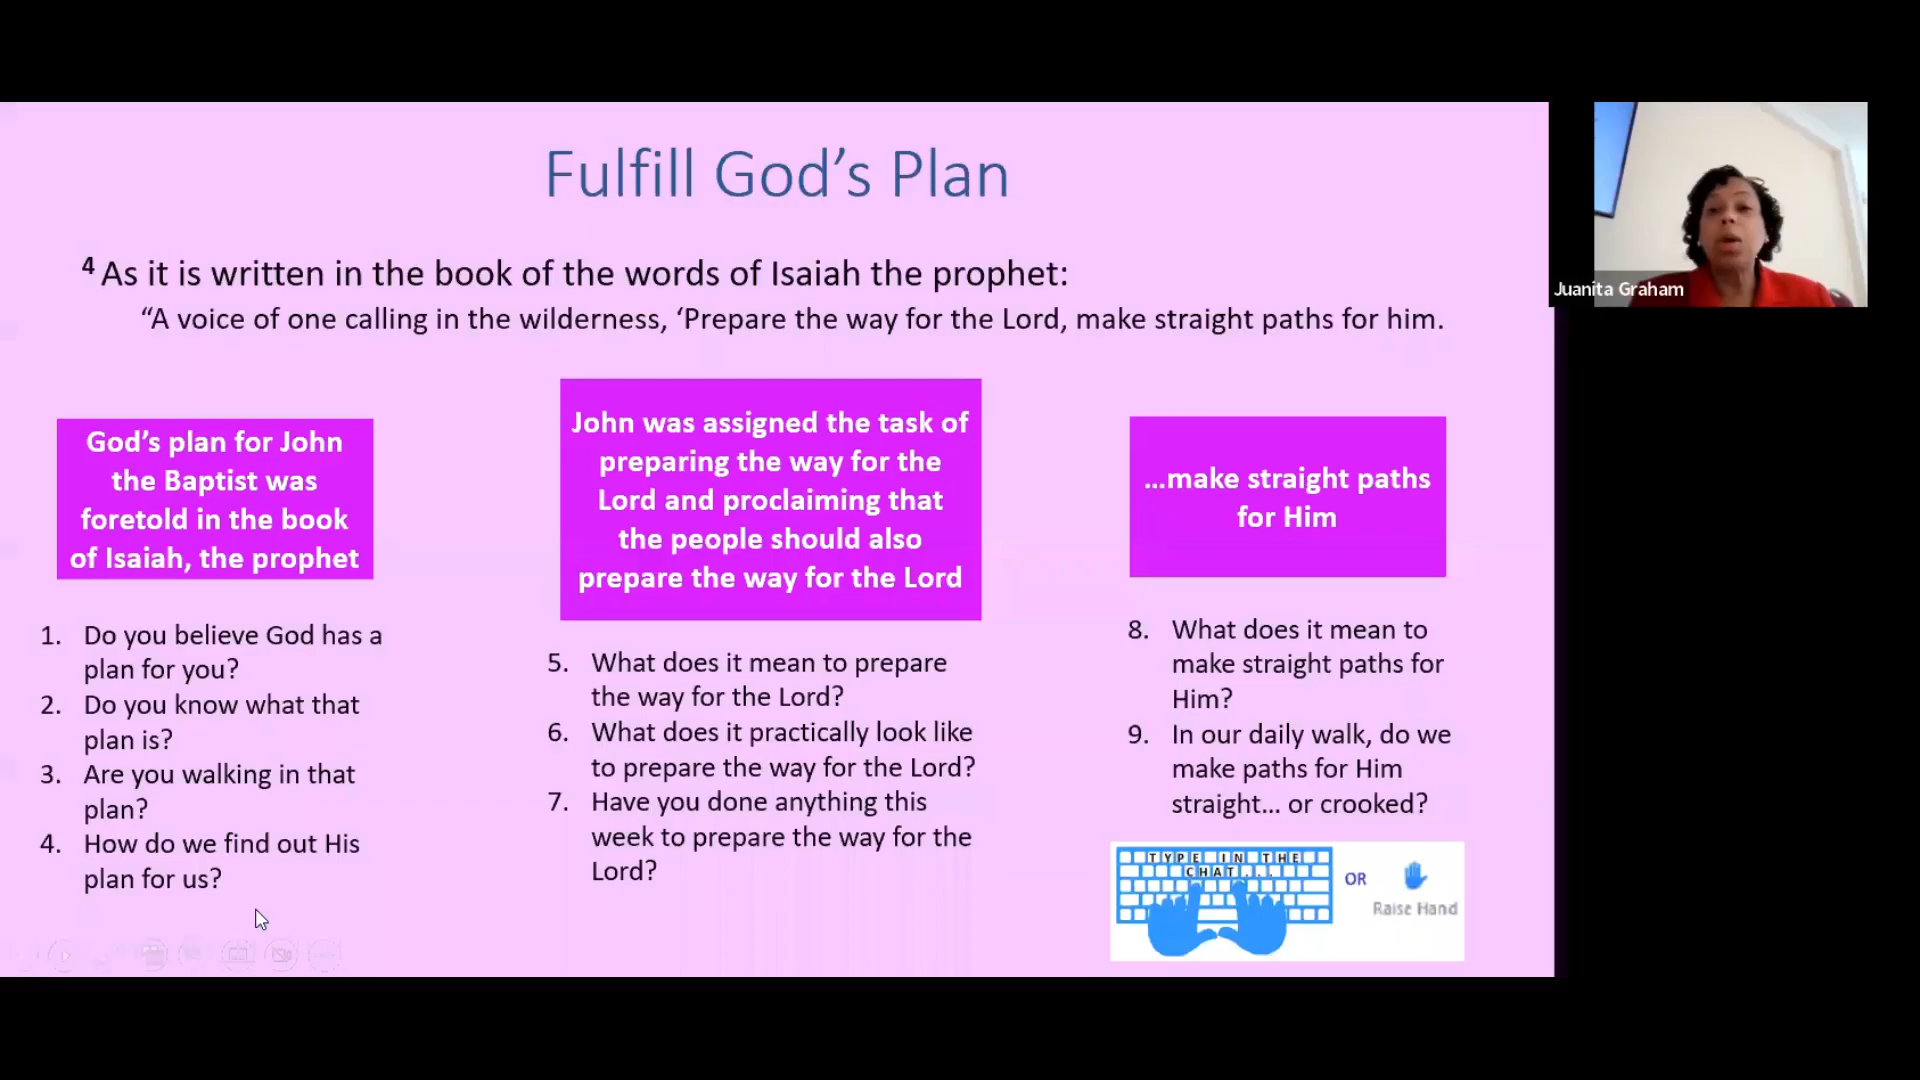 Fulfill God's Plan
4 As it is written in the book of the words of Isaiah the prophet:
“A voice of one calling in the wilderness, ‘Prepare the way for the Lord, make straight paths for him.
God's plan for John
the Baptist was
foretold in the book
of Isaiah, the prophet
1. Do you believe God has a
plan for you?
2. Do you know what that
plan is?
3. Are you walking in that
plan?
4. How do we find out His
plan for us?
John was assigned the task of
preparing the way for the
Lord and proclaiming that
the people should also
prepare the way for the Lord
5. What does it mean to prepare
the way for the Lord?
6. What does it practically look like
to prepare the way for the Lord?
7. Have you done anything this
week to prepare the way for the
Lord?
...make straight paths
for Him
8. What does it mean to
make straight paths for
Him?
9. In our daily walk, do we
make paths for Him
straight... or crooked?
TYPE IN THE
CHAT...
OR
Raise Hand
Juanita Graham